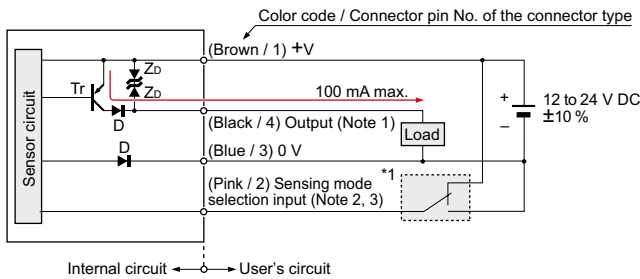 Color code / Connector pin No. of the connector type
(Brown / 1) +V
Tr
ZD
ZD
100 mA max.
D
(Black / 4) Output (Note 1)
Load
+
–
12 to 24 V DC
±10 %
Sensor circuit
D
(Blue / 3) 0 V
*1
(Pink / 2) Sensing mode
selection input (Note 2, 3)
Internal circuit
User's circuit